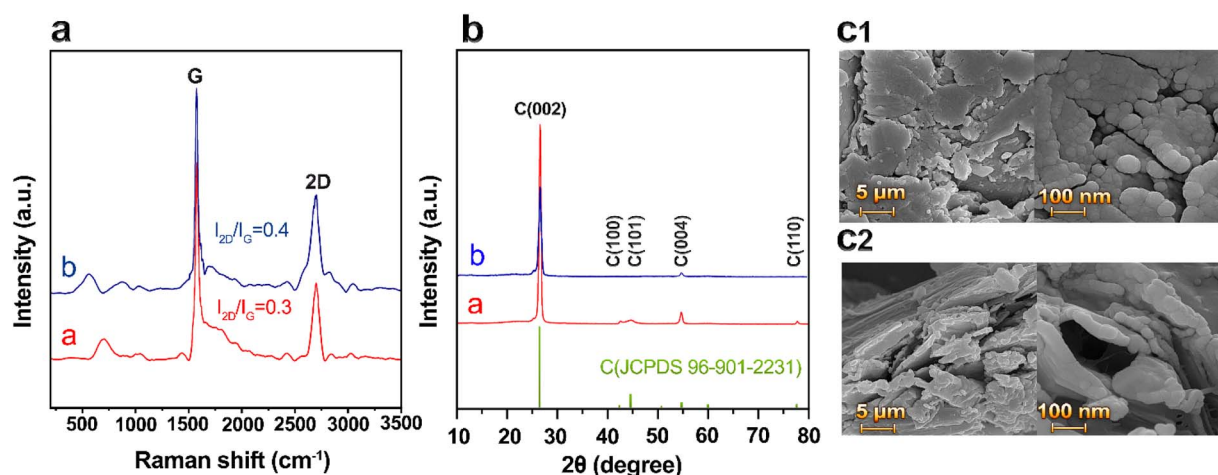 a
G
2D
I2D/IG=0.4
b
I2D/IG=0.3
a
Intensity (a.u.)
500 1000 1500 2000 2500 3000 3500
Raman shift (cm⁻¹)
b
C(002)
C(100)
C(101)
C(004)
C(110)
b
a
C(JCPDS 96-901-2231)
Intensity (a.u.)
10 20 30 40 50 60 70 80
2θ (degree)
c1
5 μm
100 nm
c2
5 μm
100 nm